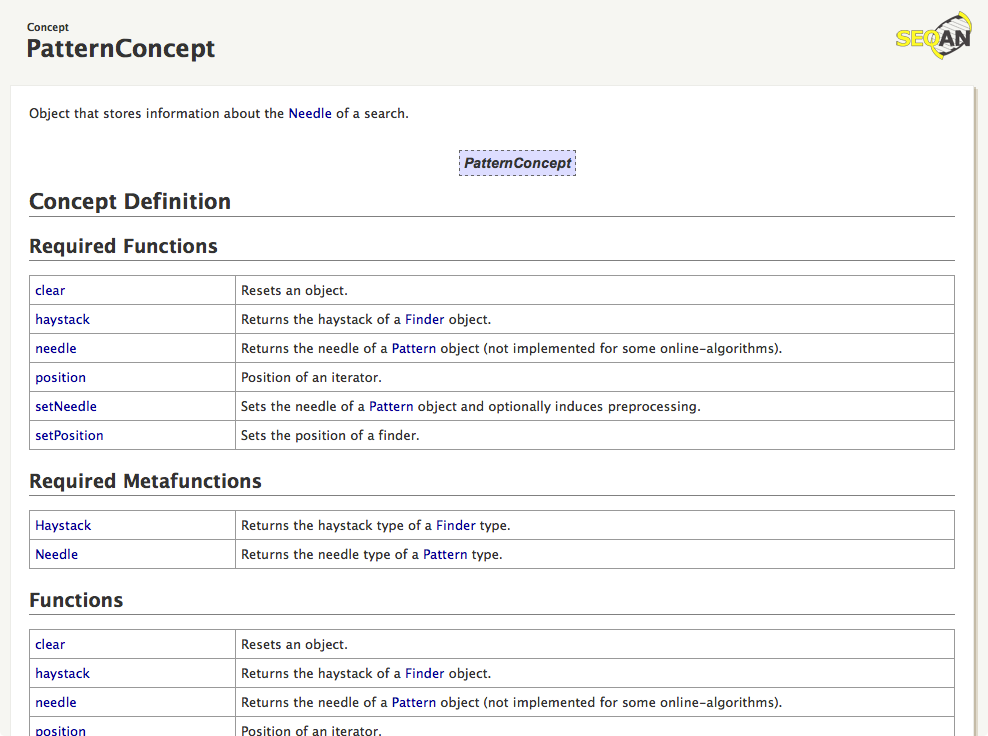 Concept
PatternConcept
SEQAN
Object that stores information about the Needle of a search.
PatternConcept
Concept Definition
Required Functions
clear Resets an object.
haystack Returns the haystack of a Finder object.
needle Returns the needle of a Pattern object (not implemented for some online-algorithms).
position Position of an iterator.
setNeedle Sets the needle of a Pattern object and optionally induces preprocessing.
setPosition Sets the position of a finder.
Required Metafunctions
Haystack Returns the haystack type of a Finder type.
Needle Returns the needle type of a Pattern type.
Functions
clear Resets an object.
haystack Returns the haystack of a Finder object.
needle Returns the needle of a Pattern object (not implemented for some online-algorithms).
position Position of an iterator.